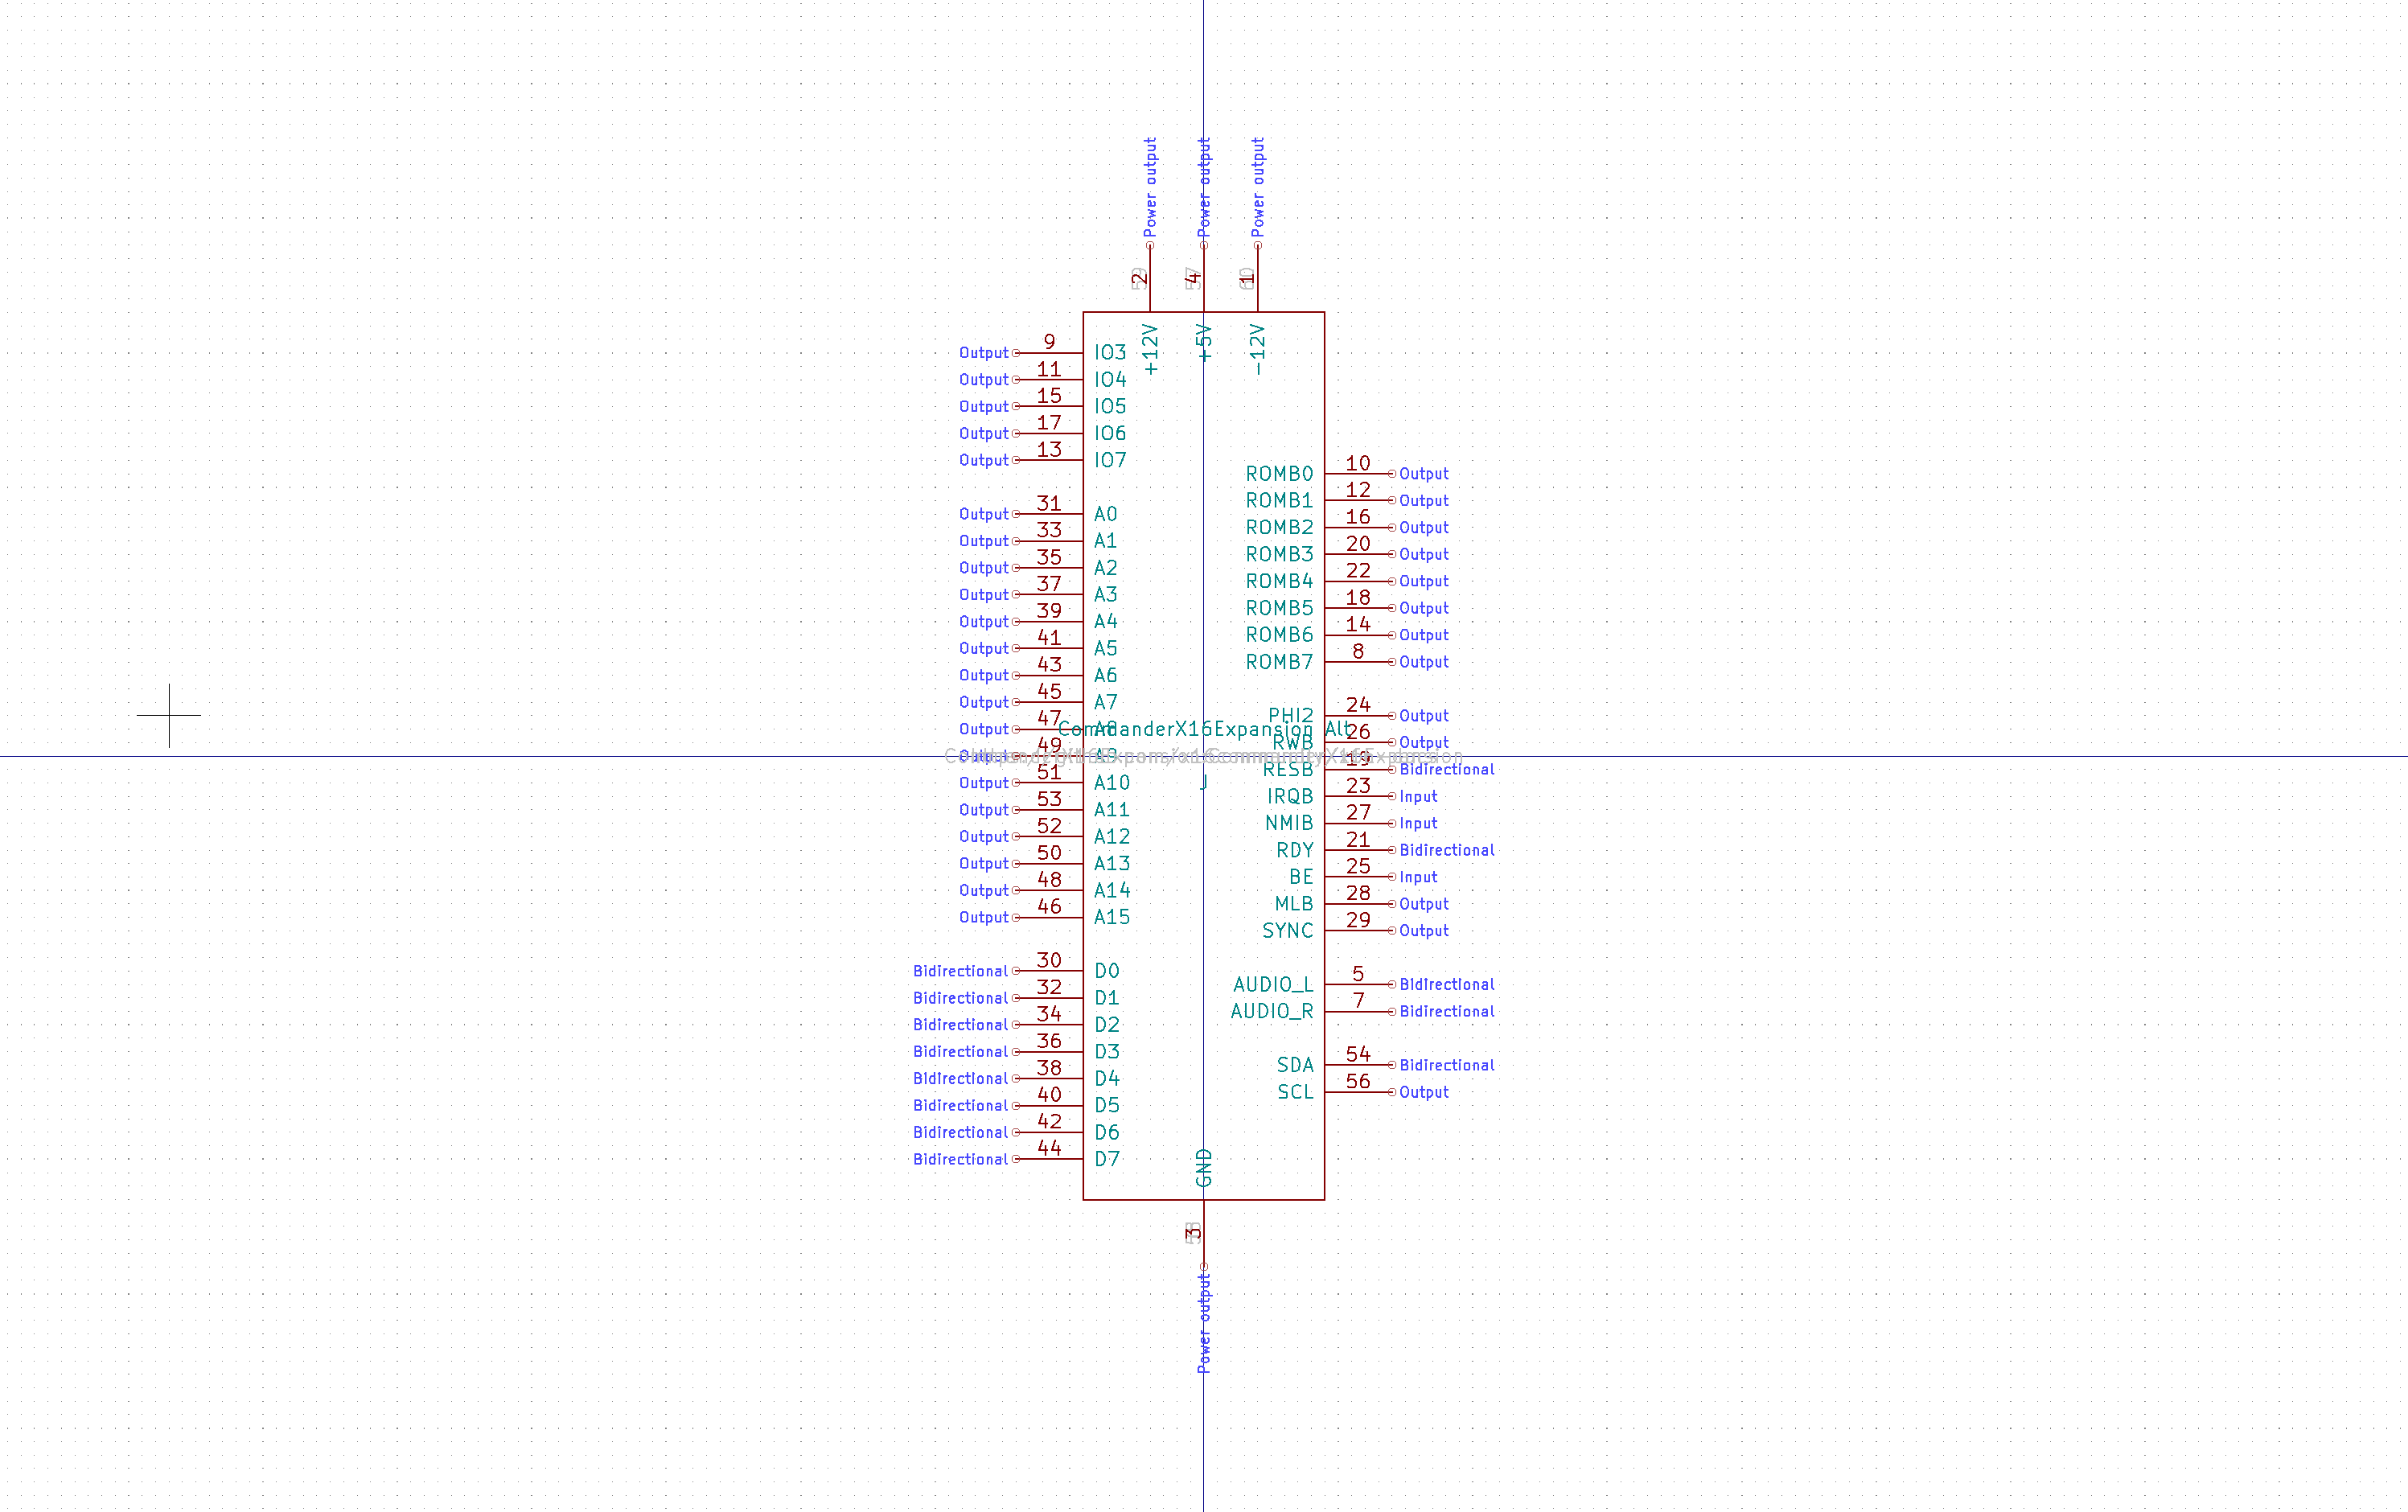 Power output
Power output
Power output
2
4
1
+12V
+5V
-12V
Output 9 IO3
Output 11 IO4
Output 15 IO5
Output 17 IO6
Output 13 IO7
ROMB0 10 Output
ROMB1 12 Output
Output 31 A0
ROMB2 16 Output
Output 33 A1
ROMB3 20 Output
Output 35 A2
ROMB4 22 Output
Output 37 A3
ROMB5 18 Output
Output 39 A4
ROMB6 14 Output
Output 41 A5
ROMB7 8 Output
Output 43 A6
Output 45 A7
PHI2 24 Output
Output 47 A8
CommanderX16Expansion Alt
RWB 26 Output
Output 49 A9
RESB 19 Bidirectional
Output 51 A10
J
IRQB 23 Input
Output 53 A11
NMIB 27 Input
Output 52 A12
RDY 21 Bidirectional
Output 50 A13
BE 25 Input
Output 48 A14
MLB 28 Output
Output 46 A15
SYNC 29 Output
Bidirectional 30 D0
AUDIO_L 5 Bidirectional
Bidirectional 32 D1
AUDIO_R 7 Bidirectional
Bidirectional 34 D2
Bidirectional 36 D3
SDA 54 Bidirectional
Bidirectional 38 D4
SCL 56 Output
Bidirectional 40 D5
Bidirectional 42 D6
Bidirectional 44 D7
GND
3
Power output